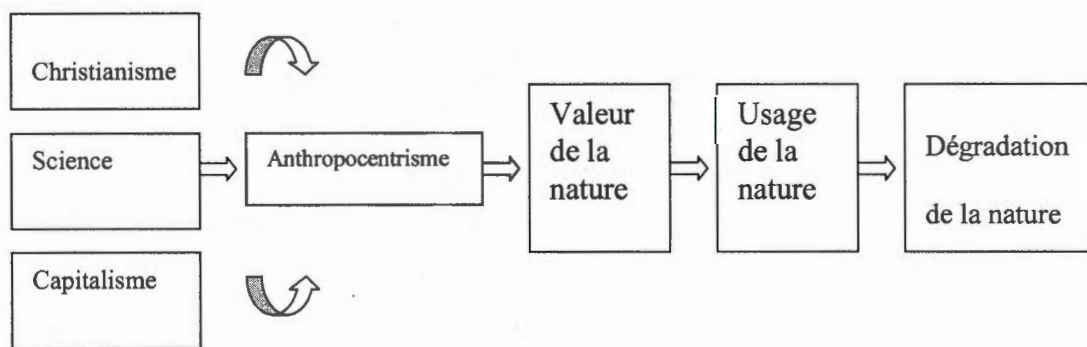 Christianisme
Science
Capitalisme
Anthropocentrisme
Valeur
de la
nature
Usage
de la
nature
Dégradation
de la nature